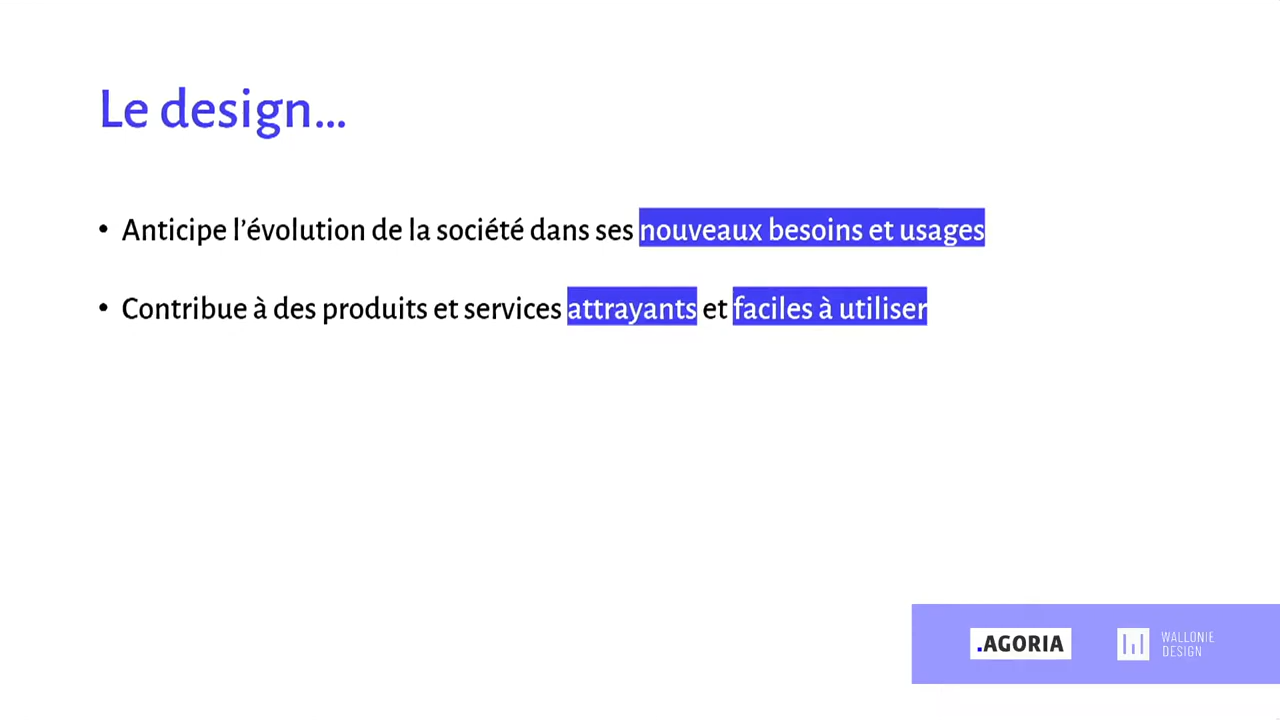 Le design...
• Anticipe l’évolution de la société dans ses nouveaux besoins et usages
• Contribue à des produits et services attrayants et faciles à utiliser
.AGORIA
WALLONIE
DESIGN